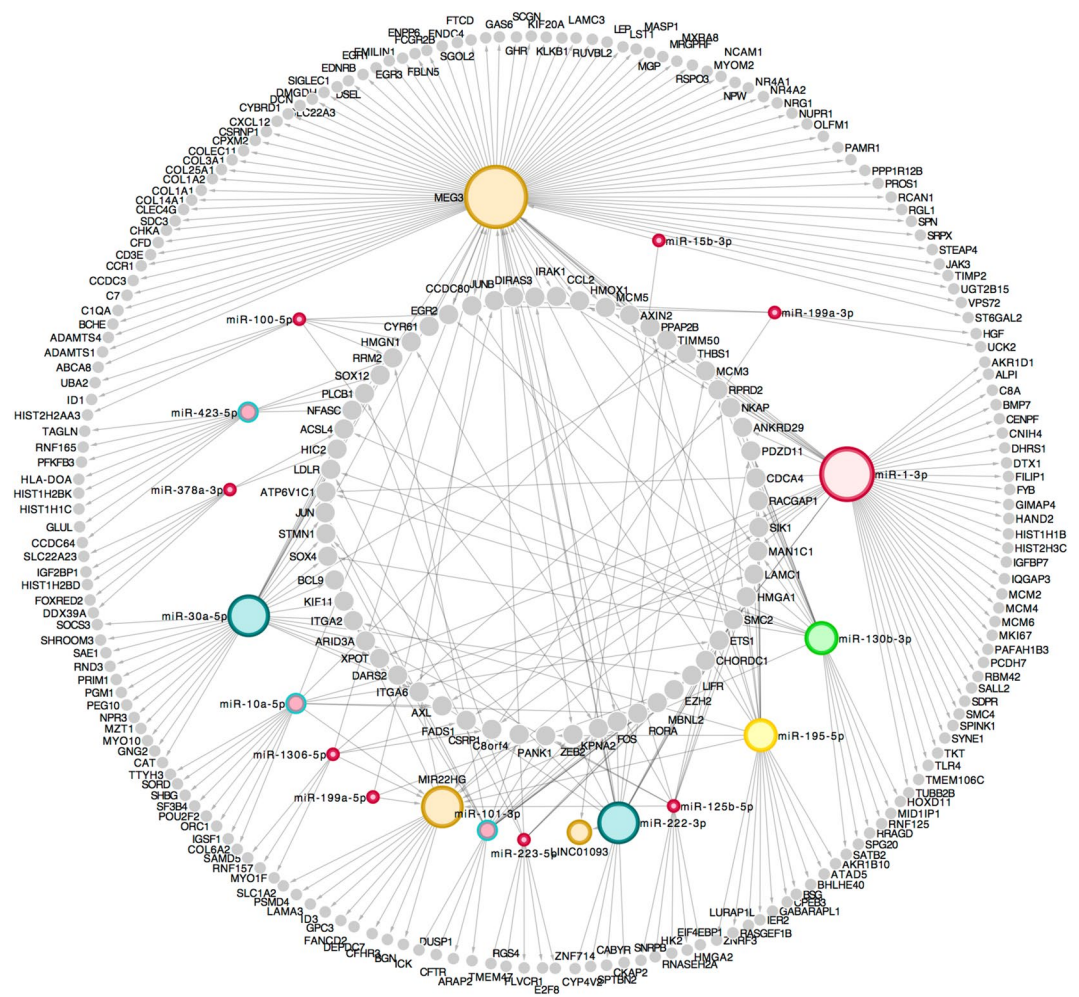 SCGN
FTCD
GAS6
KIF20A
LAMC3
ENPP6
ENDC4
LEP
MASP1
FCGR2B
LST1
MXRA8
EMILIN1
SGOL2
GHR
KLKB1
RUVBL2
MRGPRF
NCAM1
EGR1
MGP
MYOM2
EDNRB
EGR3
FBLN5
RSPO3
NR4A1
SIGLEC1
NPW
NR4A2
DMGDH
DSEL
NRG1
DCN
NUPR1
CYBRD1
SLC22A3
OLFM1
CXCL12
CSRNP1
PAMR1
CPXM2
COLEC11
COL3A1
PPP1R12B
COL25A1
PROS1
COL1A2
COL1A1
RCAN1
COL14A1
RGL1
CLEC4G
MEG3
SPN
SDC3
SRPX
CHKA
miR-15b-3p
STEAP4
CFD
JAK3
CD3E
TIMP2
CCR1
UGT2B15
CCDC3
IRAK1
CCL2
VPS72
C7
JUNB
DIRAS3
HMOX1
ST6GAL2
CCDC80
MCM5
C1QA
EGR2
AXIN2
miR-199a-3p
HGF
BCHE
miR-100-5p
CYR61
PPAP2B
UCK2
ADAMTS4
HMGN1
TIMM50
ADAMTS1
RRM2
THBS1
AKR1D1
ABCA8
SOX12
MCM3
ALPI
UBA2
PLCB1
RPRD2
C8A
ID1
NFASC
NKAP
BMP7
HIST2H2AA3
miR-423-5p
ACSL4
ANKRD29
CENPF
TAGLN
HIC2
PDZD11
CNIH4
RNF165
LDLR
DHRS1
PFKFB3
CDCA4
miR-1-3p
DTX1
HLA-DOA
miR-378a-3p
ATP6V1C1
RACGAP1
FILIP1
HIST1H2BK
JUN
FYB
HIST1H1C
STMN1
SIK1
GIMAP4
GLUL
SOX4
MAN1C1
HAND2
CCDC64
BCL9
LAMC1
HIST1H1B
SLC22A23
KIF11
HMGA1
HIST2H3C
IGF2BP1
ITGA2
SMC2
IGFBP7
HIST1H2BD
ARID3A
ETS1
IQGAP3
FOXRED2
XPOT
CHORDC1
MCM2
DDX39A
miR-30a-5p
DARS2
LIFR
MCM4
SOCS3
ITGA6
EZH2
miR-130b-3p
MCM6
SHROOM3
AXL
MBNL2
MKI67
SAE1
FADS1
RORA
PAFAH1B3
RND3
CSRP1
FOS
PCDH7
PRIM1
C8orf4
KPNA2
RBM42
PGM1
PANK1
ZEB2
SALL2
PEG10
miR-10a-5p
SDPR
NPR3
SMC4
MZT1
SPINK1
MYO10
miR-195-5p
SYNE1
GNG2
miR-1306-5p
TKT
CAT
TLR4
TTYH3
MIR22HG
TMEM106C
SORD
miR-199a-5p
TUBB2B
SHBG
miR-101-3p
miR-125b-5p
HOXD11
SF3B4
miR-222-3p
MID1IP1
POU2F2
miR-223-5p
LINC01093
RNF125
ORC1
HRAGD
IGSF1
SPG20
COL6A2
SATB2
SAMD5
AKR1B10
RNF157
ATAD5
MYO1F
BHLHE40
SLC1A2
BSG
PSMD4
CPEB3
LAMA3
GABARAPL1
ID3
LURAP1L
IER2
GPC3
RASGEF1B
FANCD2
EIF4EBP1
ZNRF3
DEPDC7
DUSP1
HK2
CFHR3
CABYR
SNRPB
HMGA2
BGN
RGS4
ZNF714
RNASEH2A
ICK
TMEM47
CKAP2
CFTR
PLVCR1
CYP4V2
SPTBN2
ARAP2
E2F8